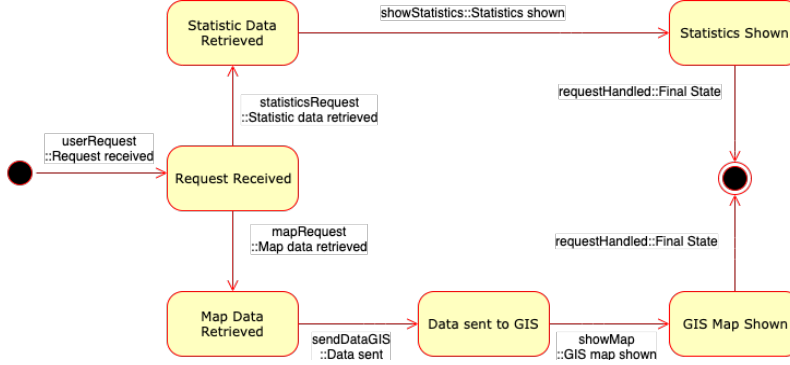 Statistic Data
Retrieved
showStatistics::Statistics shown
Statistics Shown
requestHandled::Final State
statisticsRequest
::Statistic data retrieved
userRequest
::Request received
Request Received
mapRequest
::Map data retrieved
requestHandled::Final State
Map Data
Retrieved
sendDataGIS
::Data sent
Data sent to GIS
showMap
::GIS map shown
GIS Map Shown